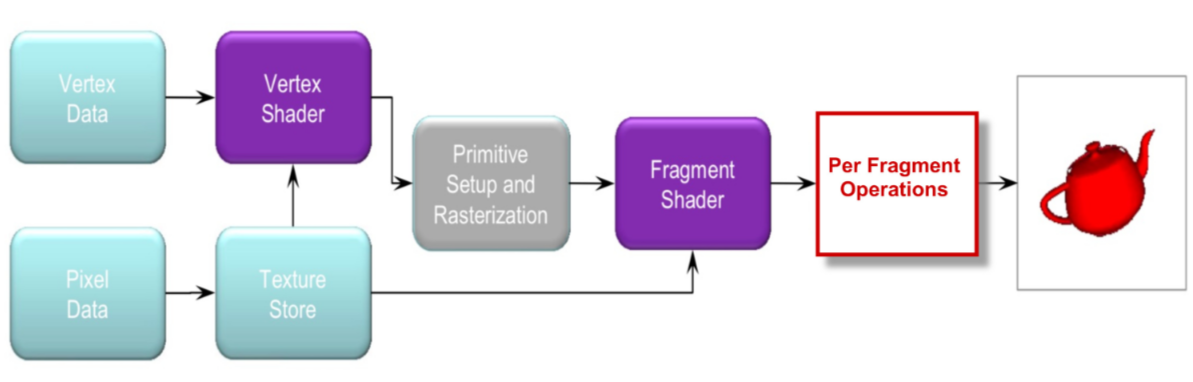 Vertex
Data
Vertex
Shader
Primitive
Setup and
Rasterization
Fragment
Shader
Per Fragment
Operations
Pixel
Data
Texture
Store